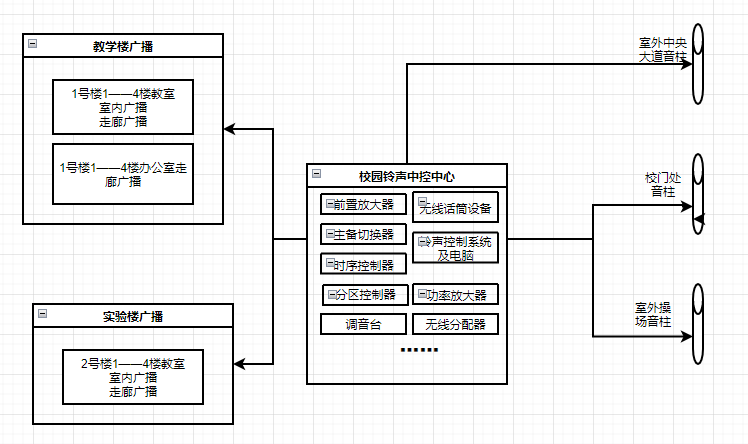 教学楼广播
1号楼1——4楼教室
室内广播
走廊广播
1号楼1——4楼办公室走
廊广播
实验楼广播
2号楼1——4楼教室
室内广播
走廊广播
校园铃声中控中心
前置放大器
无线话筒设备
主备切换器
铃声控制系统
及电脑
时序控制器
分区控制器
功率放大器
调音台
无线分配器
……
室外中央
大道音柱
校门处
音柱
室外操
场音柱